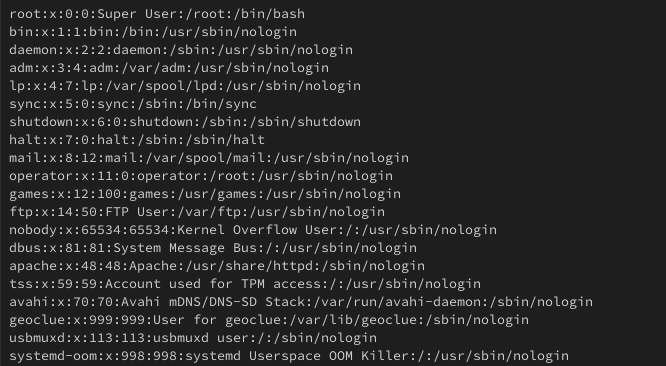 root:x:0:0:Super User:/root:/bin/bash
bin:x:1:1:bin:/bin:/usr/sbin/nologin
daemon:x:2:2:daemon:/sbin:/usr/sbin/nologin
adm:x:3:4:adm:/var/adm:/usr/sbin/nologin
lp:x:4:7:lp:/var/spool/lpd:/usr/sbin/nologin
sync:x:5:0:sync:/sbin:/bin/sync
shutdown:x:6:0:shutdown:/sbin:/sbin/shutdown
halt:x:7:0:halt:/sbin:/sbin/halt
mail:x:8:12:mail:/var/spool/mail:/usr/sbin/nologin
operator:x:11:0:operator:/root:/usr/sbin/nologin
games:x:12:100:games:/usr/games:/usr/sbin/nologin
ftp:x:14:50:FTP User:/var/ftp:/usr/sbin/nologin
nobody:x:65534:65534:Kernel Overflow User:/:/usr/sbin/nologin
dbus:x:81:81:System Message Bus:/:/usr/sbin/nologin
apache:x:48:48:Apache:/usr/share/httpd:/sbin/nologin
tss:x:59:59:Account used for TPM access:/:/usr/sbin/nologin
avahi:x:70:70:Avahi mDNS/DNS-SD Stack:/var/run/avahi-daemon:/sbin/nologin
geoclue:x:999:999:User for geoclue:/var/lib/geoclue:/sbin/nologin
usbmuxd:x:113:113:usbmuxd user:/:/sbin/nologin
systemd-oom:x:998:998:systemd Userspace OOM Killer:/:/usr/sbin/nologin